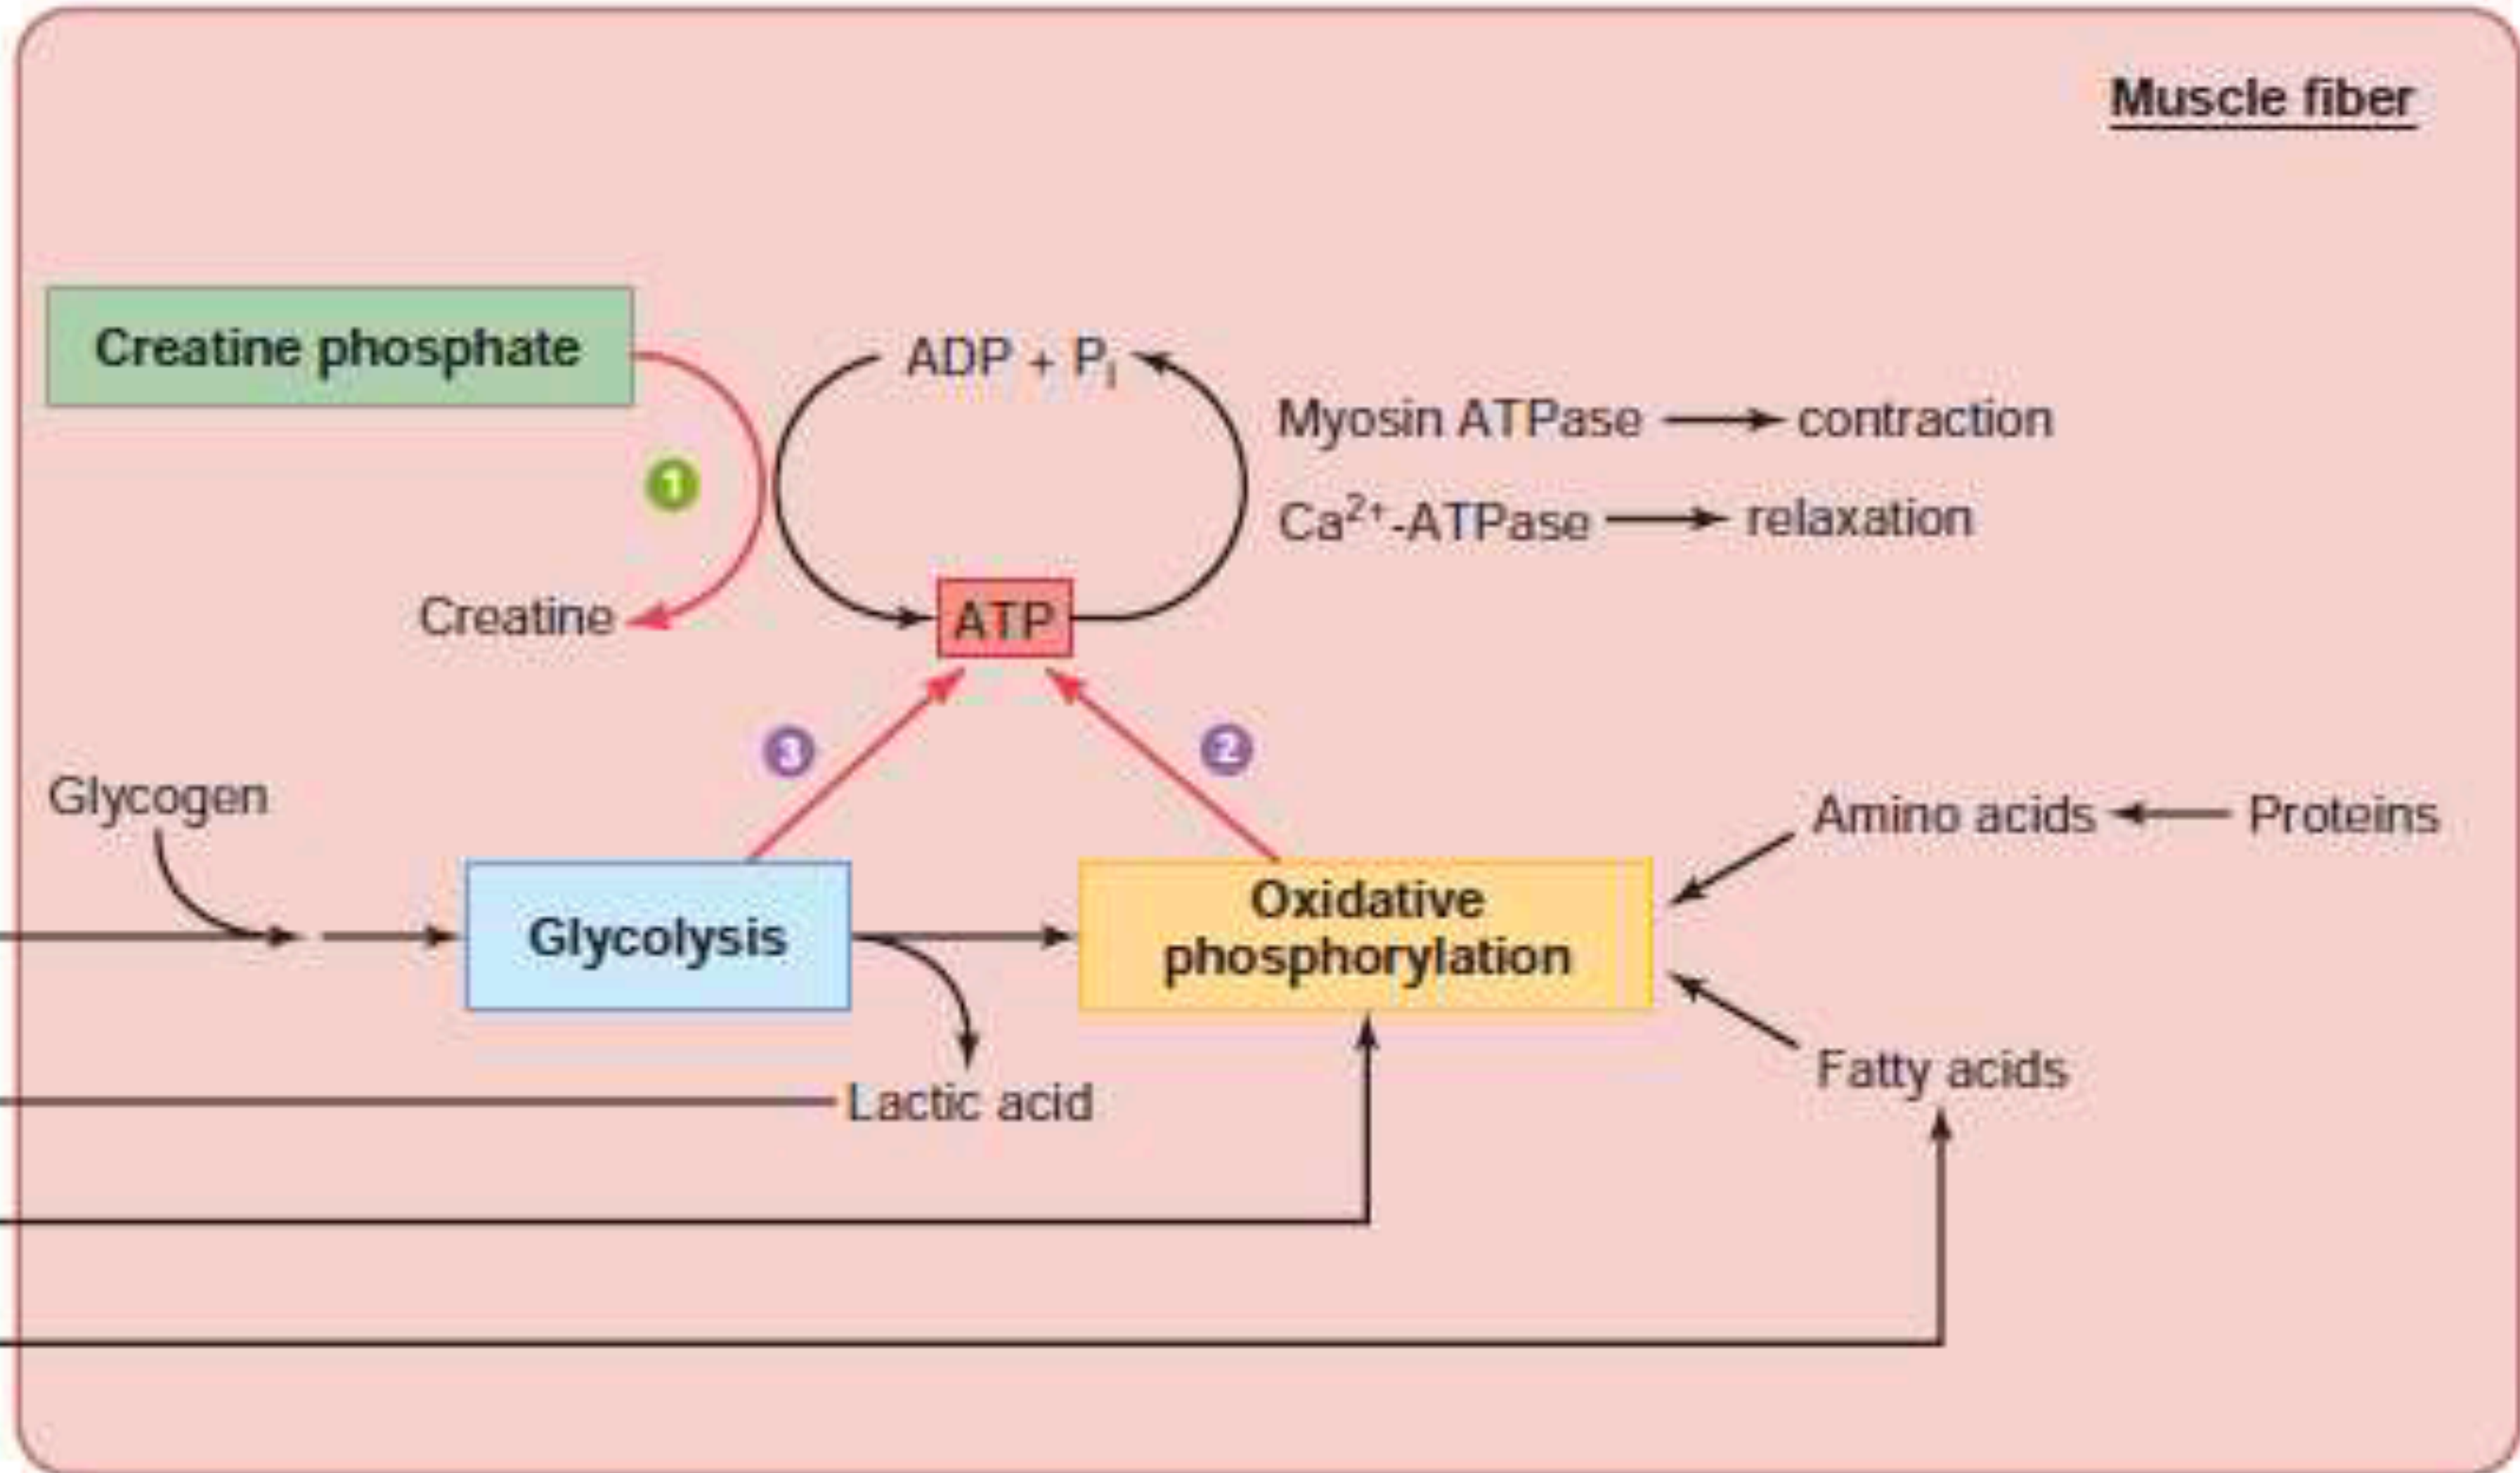 Muscle fiber
Creatine phosphate
ADP + Pi
Myosin ATPase → contraction
1
Ca²⁺-ATPase → relaxation
Creatine
ATP
3
2
Glycogen
Amino acids ← Proteins
Glycolysis
Oxidative
phosphorylation
Fatty acids
Lactic acid